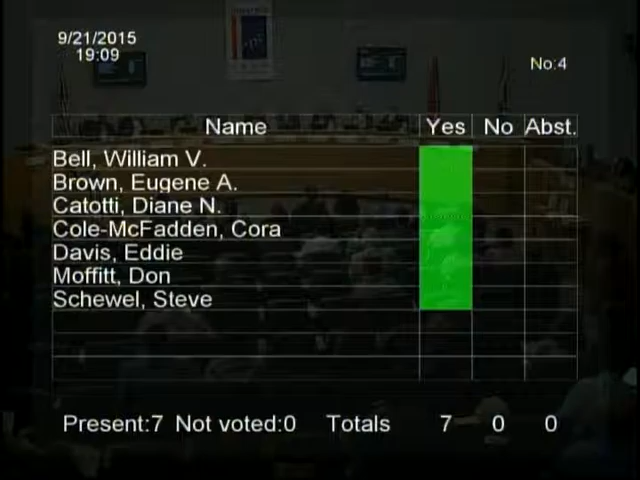 9/21/2015
19:09
No:4
Name Yes No Abst.
Bell, William V.
Brown, Eugene A.
Catotti, Diane N.
Cole-McFadden, Cora
Davis, Eddie
Moffitt, Don
Schewel, Steve
Present:7 Not voted:0 Totals 7 0 0